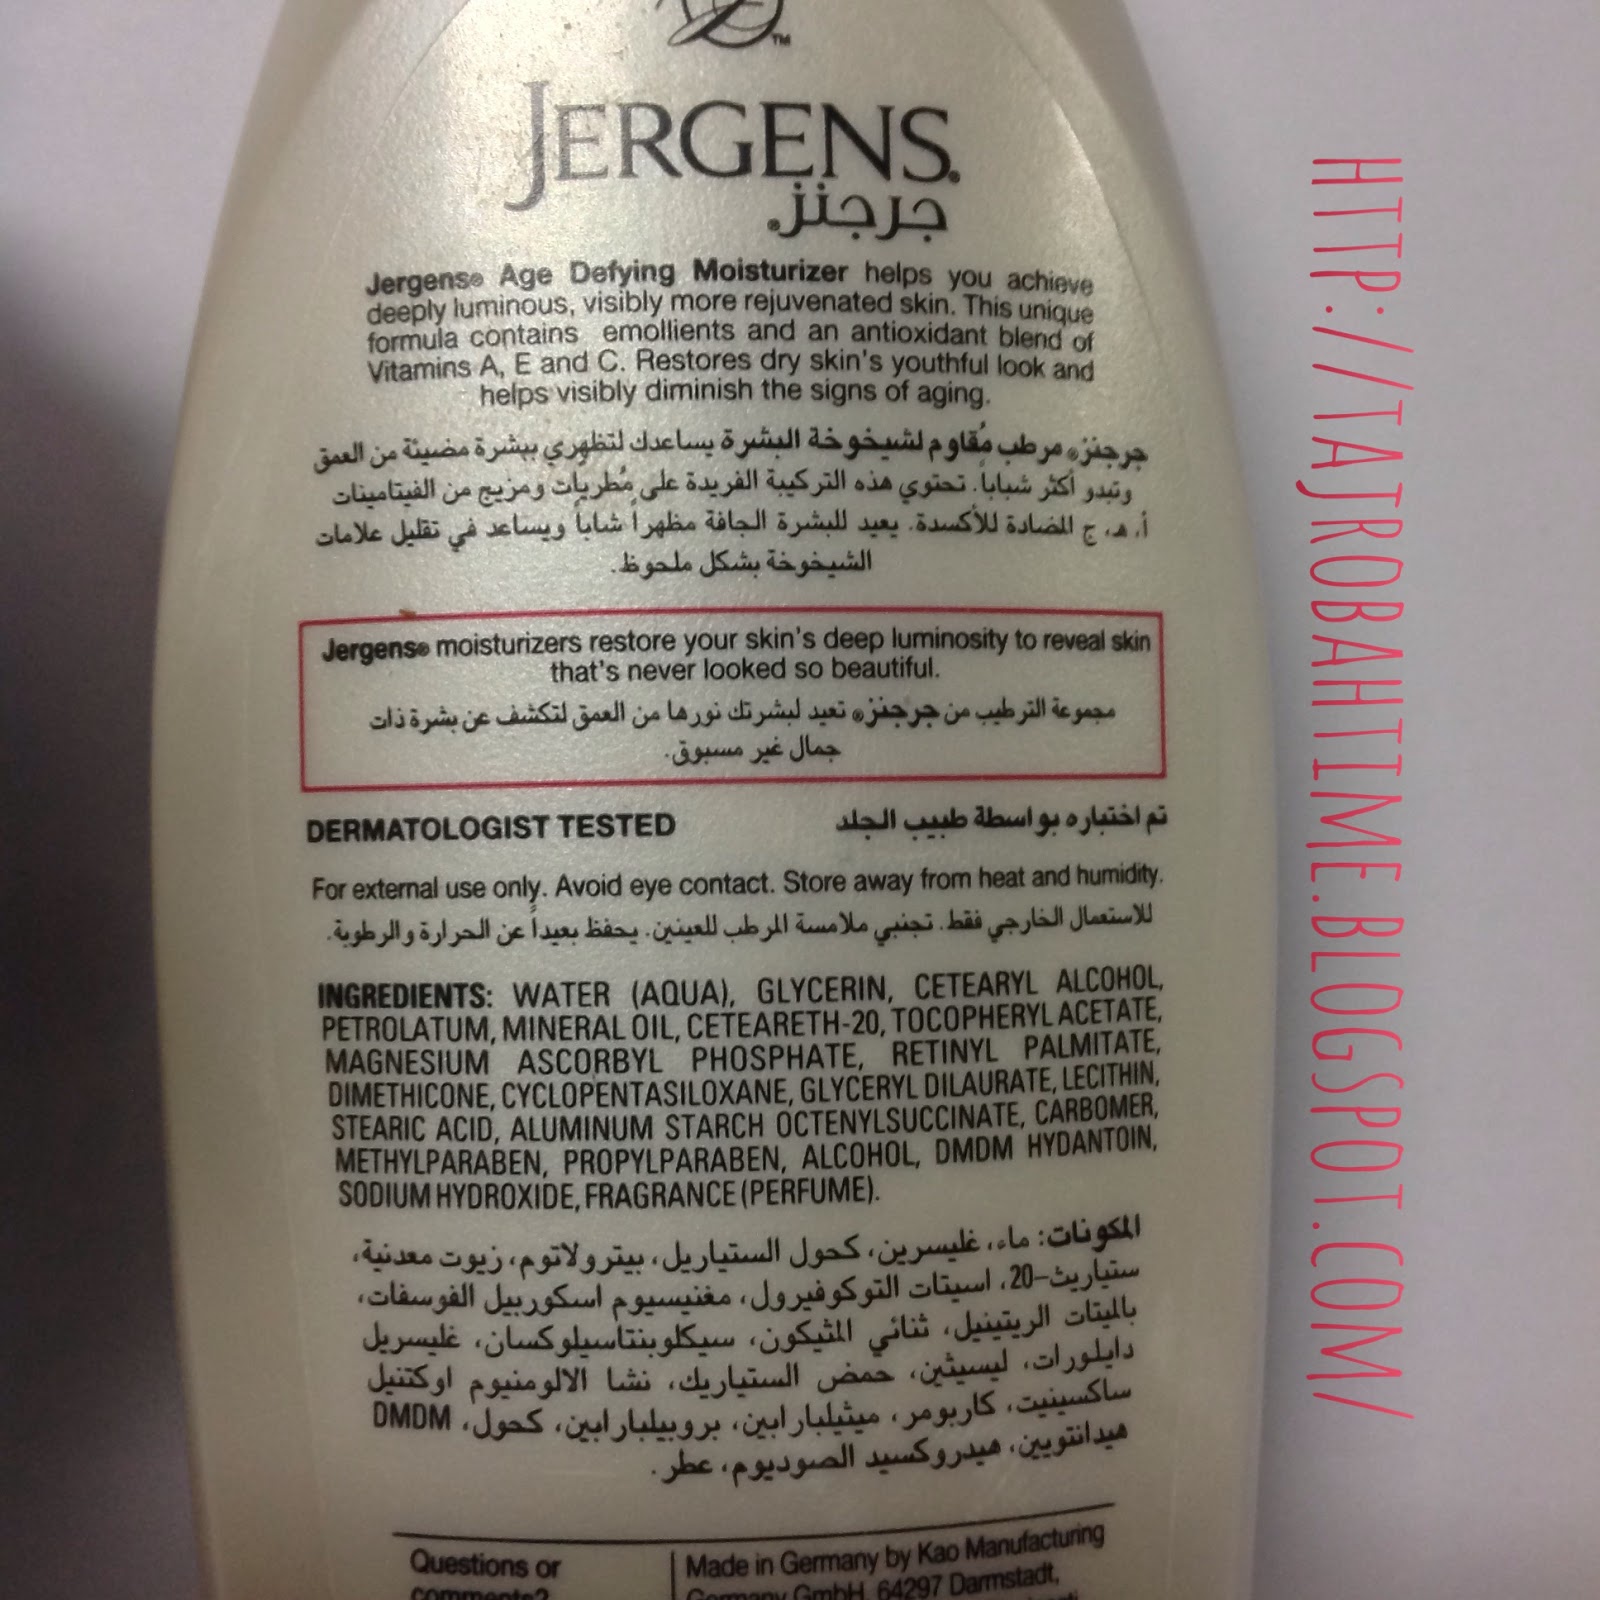 JERGENS®
جرجنز®
Jergens® Age Defying Moisturizer helps you achieve
deeply luminous, visibly more rejuvenated skin. This unique
formula contains emollients and an antioxidant blend of
Vitamins A, E and C. Restores dry skin's youthful look and
helps visibly diminish the signs of aging.
جرجنز® مرطب مُقاوم لشيخوخة البشرة يساعدك لتظهري ببشرة مضيئة من العمق
وتبدو أكثر شباباً. تحتوي هذه التركيبة الفريدة على مُطريات ومزيج من الفيتامينات
أ، هـ، ج المضادة للأكسدة. يعيد للبشرة الجافة مظهراً شاباً ويساعد في تقليل علامات
الشيخوخة بشكل ملحوظ.
Jergens® moisturizers restore your skin's deep luminosity to reveal skin
that's never looked so beautiful.
مجموعة الترطيب من جرجنز® تعيد لبشرتك نورها من العمق لتكشف عن بشرة ذات
جمال غير مسبوق.
DERMATOLOGIST TESTED
تم اختباره بواسطة طبيب الجلد
For external use only. Avoid eye contact. Store away from heat and humidity.
للاستعمال الخارجي فقط. تجنبي ملامسة المرطب للعينين. يحفظ بعيداً عن الحرارة والرطوبة.
INGREDIENTS: WATER (AQUA), GLYCERIN, CETEARYL ALCOHOL,
PETROLATUM, MINERAL OIL, CETEARETH-20, TOCOPHERYL ACETATE,
MAGNESIUM ASCORBYL PHOSPHATE, RETINYL PALMITATE,
DIMETHICONE, CYCLOPENTASILOXANE, GLYCERYL DILAURATE, LECITHIN,
STEARIC ACID, ALUMINUM STARCH OCTENYLSUCCINATE, CARBOMER,
METHYLPARABEN, PROPYLPARABEN, ALCOHOL, DMDM HYDANTOIN,
SODIUM HYDROXIDE, FRAGRANCE (PERFUME).
المكونات: ماء، غليسرين، كحول الستياريل، بيترولاتوم، زيوت معدنية،
ستياريث-20، اسيتات التوكوفيرول، مغنيسيوم اسكوربيل الفوسفات،
بالميتات الريتينيل، ثنائي المثيكون، سيكلوبنتاسيلوكسان، غليسريل
دايلورات، ليسيثين، حمض الستياريك، نشا الالومنيوم اوكتنيل
ساكسينيت، كاربومر، ميثيلبارابين، بروبيلبارابين، كحول، DMDM
هيدانتويين، هيدروكسيد الصوديوم، عطر.
Questions or
comments?
Made in Germany by Kao Manufacturing
Germany GmbH, 64297 Darmstadt,
HTTP://TAJROBAHTIME.BLOGSPOT.COM/